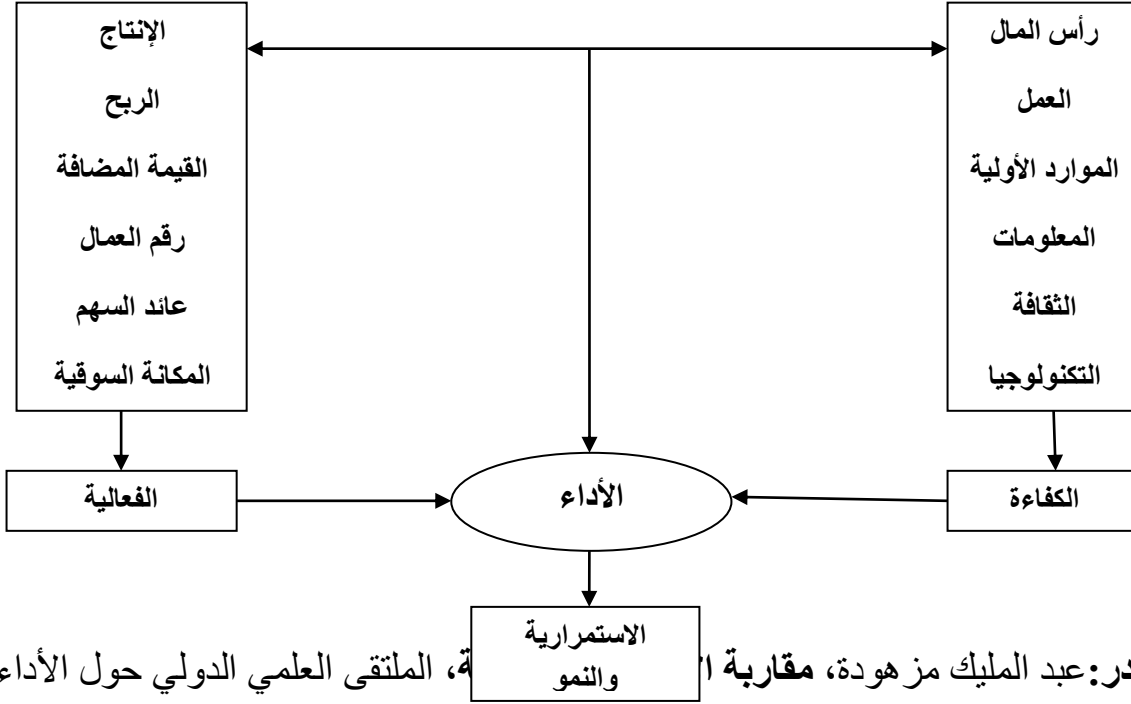 رأس المال
العمل
الموارد الأولية
المعلومات
الثقافة
التكنولوجيا
الإنتاج
الربح
القيمة المضافة
رقم العمال
عائد السهم
المكانة السوقية
الكفاءة
الأداء
الفعالية
الاستمرارية
والنمو
در:عبد المليك مزهودة، مقاربة ة، الملتقى العلمي الدولي حول الأداء